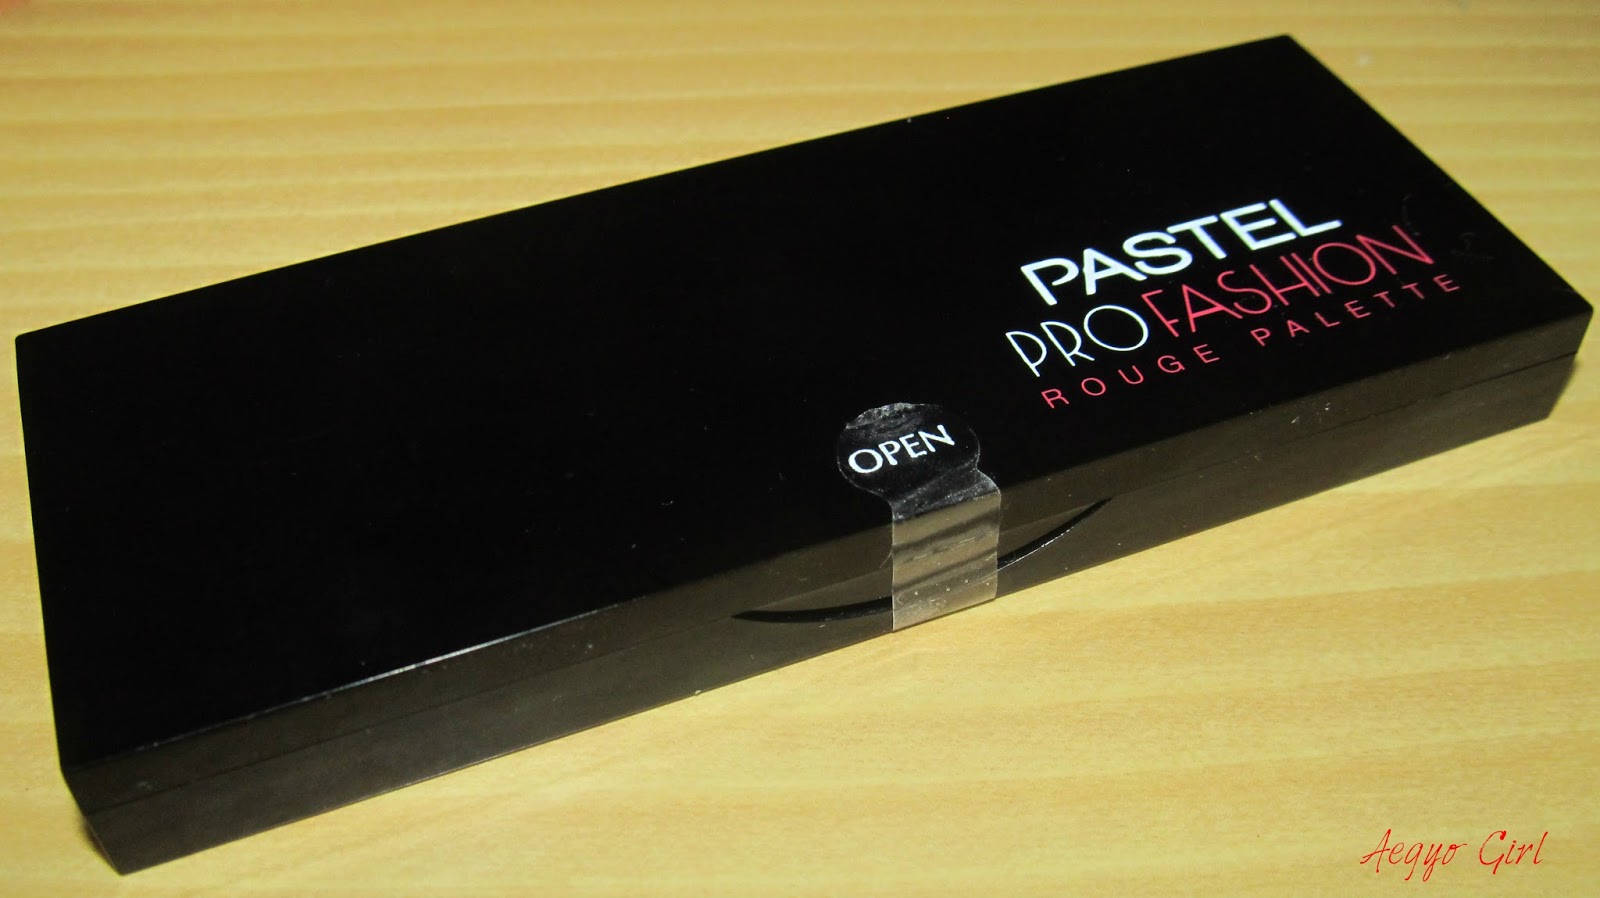 PASTEL
PROFASHION
ROUGE PALETTE
OPEN
Aegyo Girl